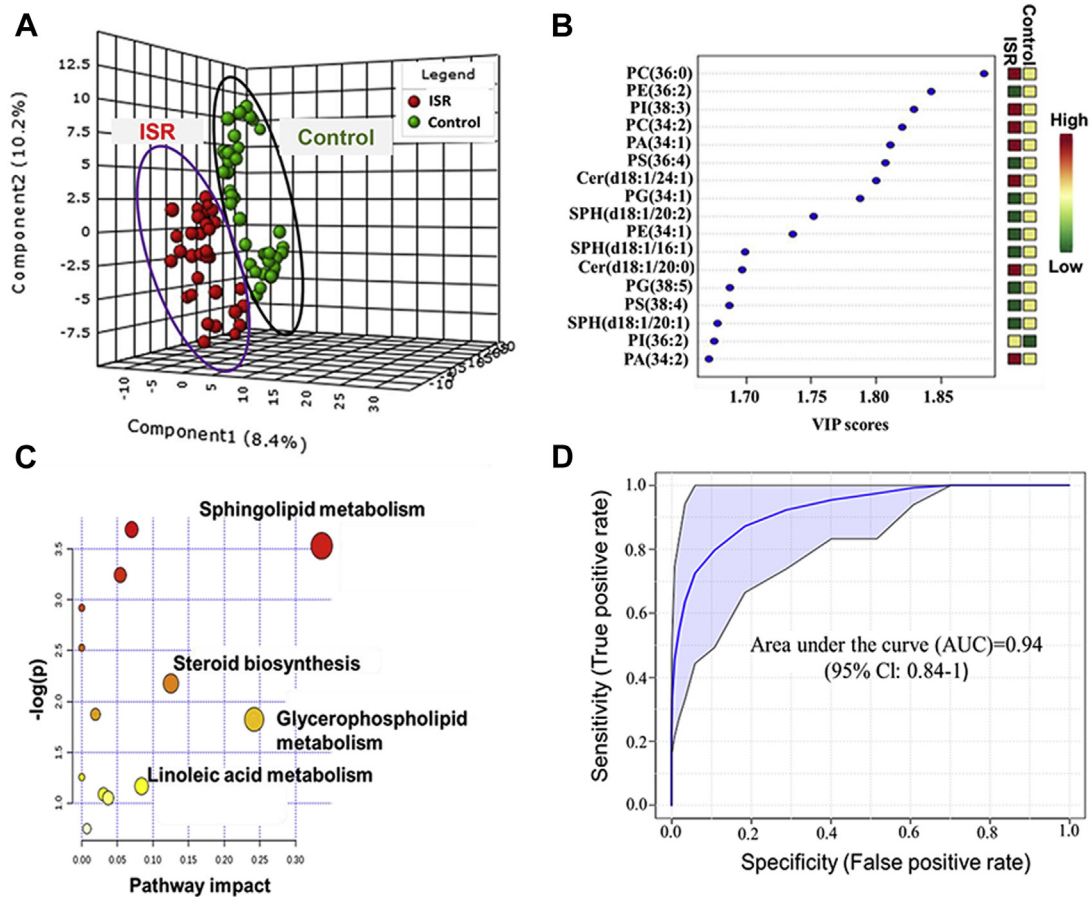 A
12.5
10
7.5
5
2.5
0
-2.5
-5
-7.5
Component2 (10.2%)
Legend
ISR
Control
ISR
Control
-10
-5
0
5
10
15
20
25
30
Component1 (8.4%)
B
PC(36:0)
PE(36:2)
PI(38:3)
PC(34:2)
PA(34:1)
PS(36:4)
Cer(d18:1/24:1)
PG(34:1)
SPH(d18:1/20:2)
PE(34:1)
SPH(d18:1/16:1)
Cer(d18:1/20:0)
PG(38:5)
PS(38:4)
SPH(d18:1/20:1)
PI(36:2)
PA(34:2)
1.70 1.75 1.80 1.85
VIP scores
ISR
Control
High
Low
C
Sphingolipid metabolism
Steroid biosynthesis
Glycerophospholipid
metabolism
Linoleic acid metabolism
3.5
3.0
2.5
2.0
1.5
1.0
-log(p)
0.00 0.05 0.10 0.15 0.20 0.25 0.30
Pathway impact
D
1.0
0.8
0.6
0.4
0.2
0.0
Sensitivity (True positive rate)
Area under the curve (AUC)=0.94
(95% CI: 0.84-1)
0.0 0.2 0.4 0.6 0.8 1.0
Specificity (False positive rate)